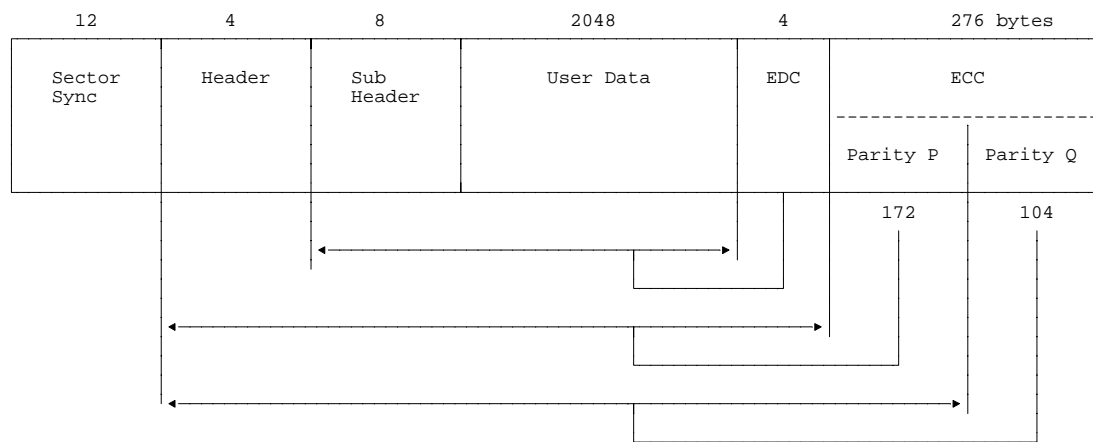 12 4 8 2048 4 276 bytes
Sector Header Sub User Data EDC ECC
Sync Header
Parity P Parity Q
172 104